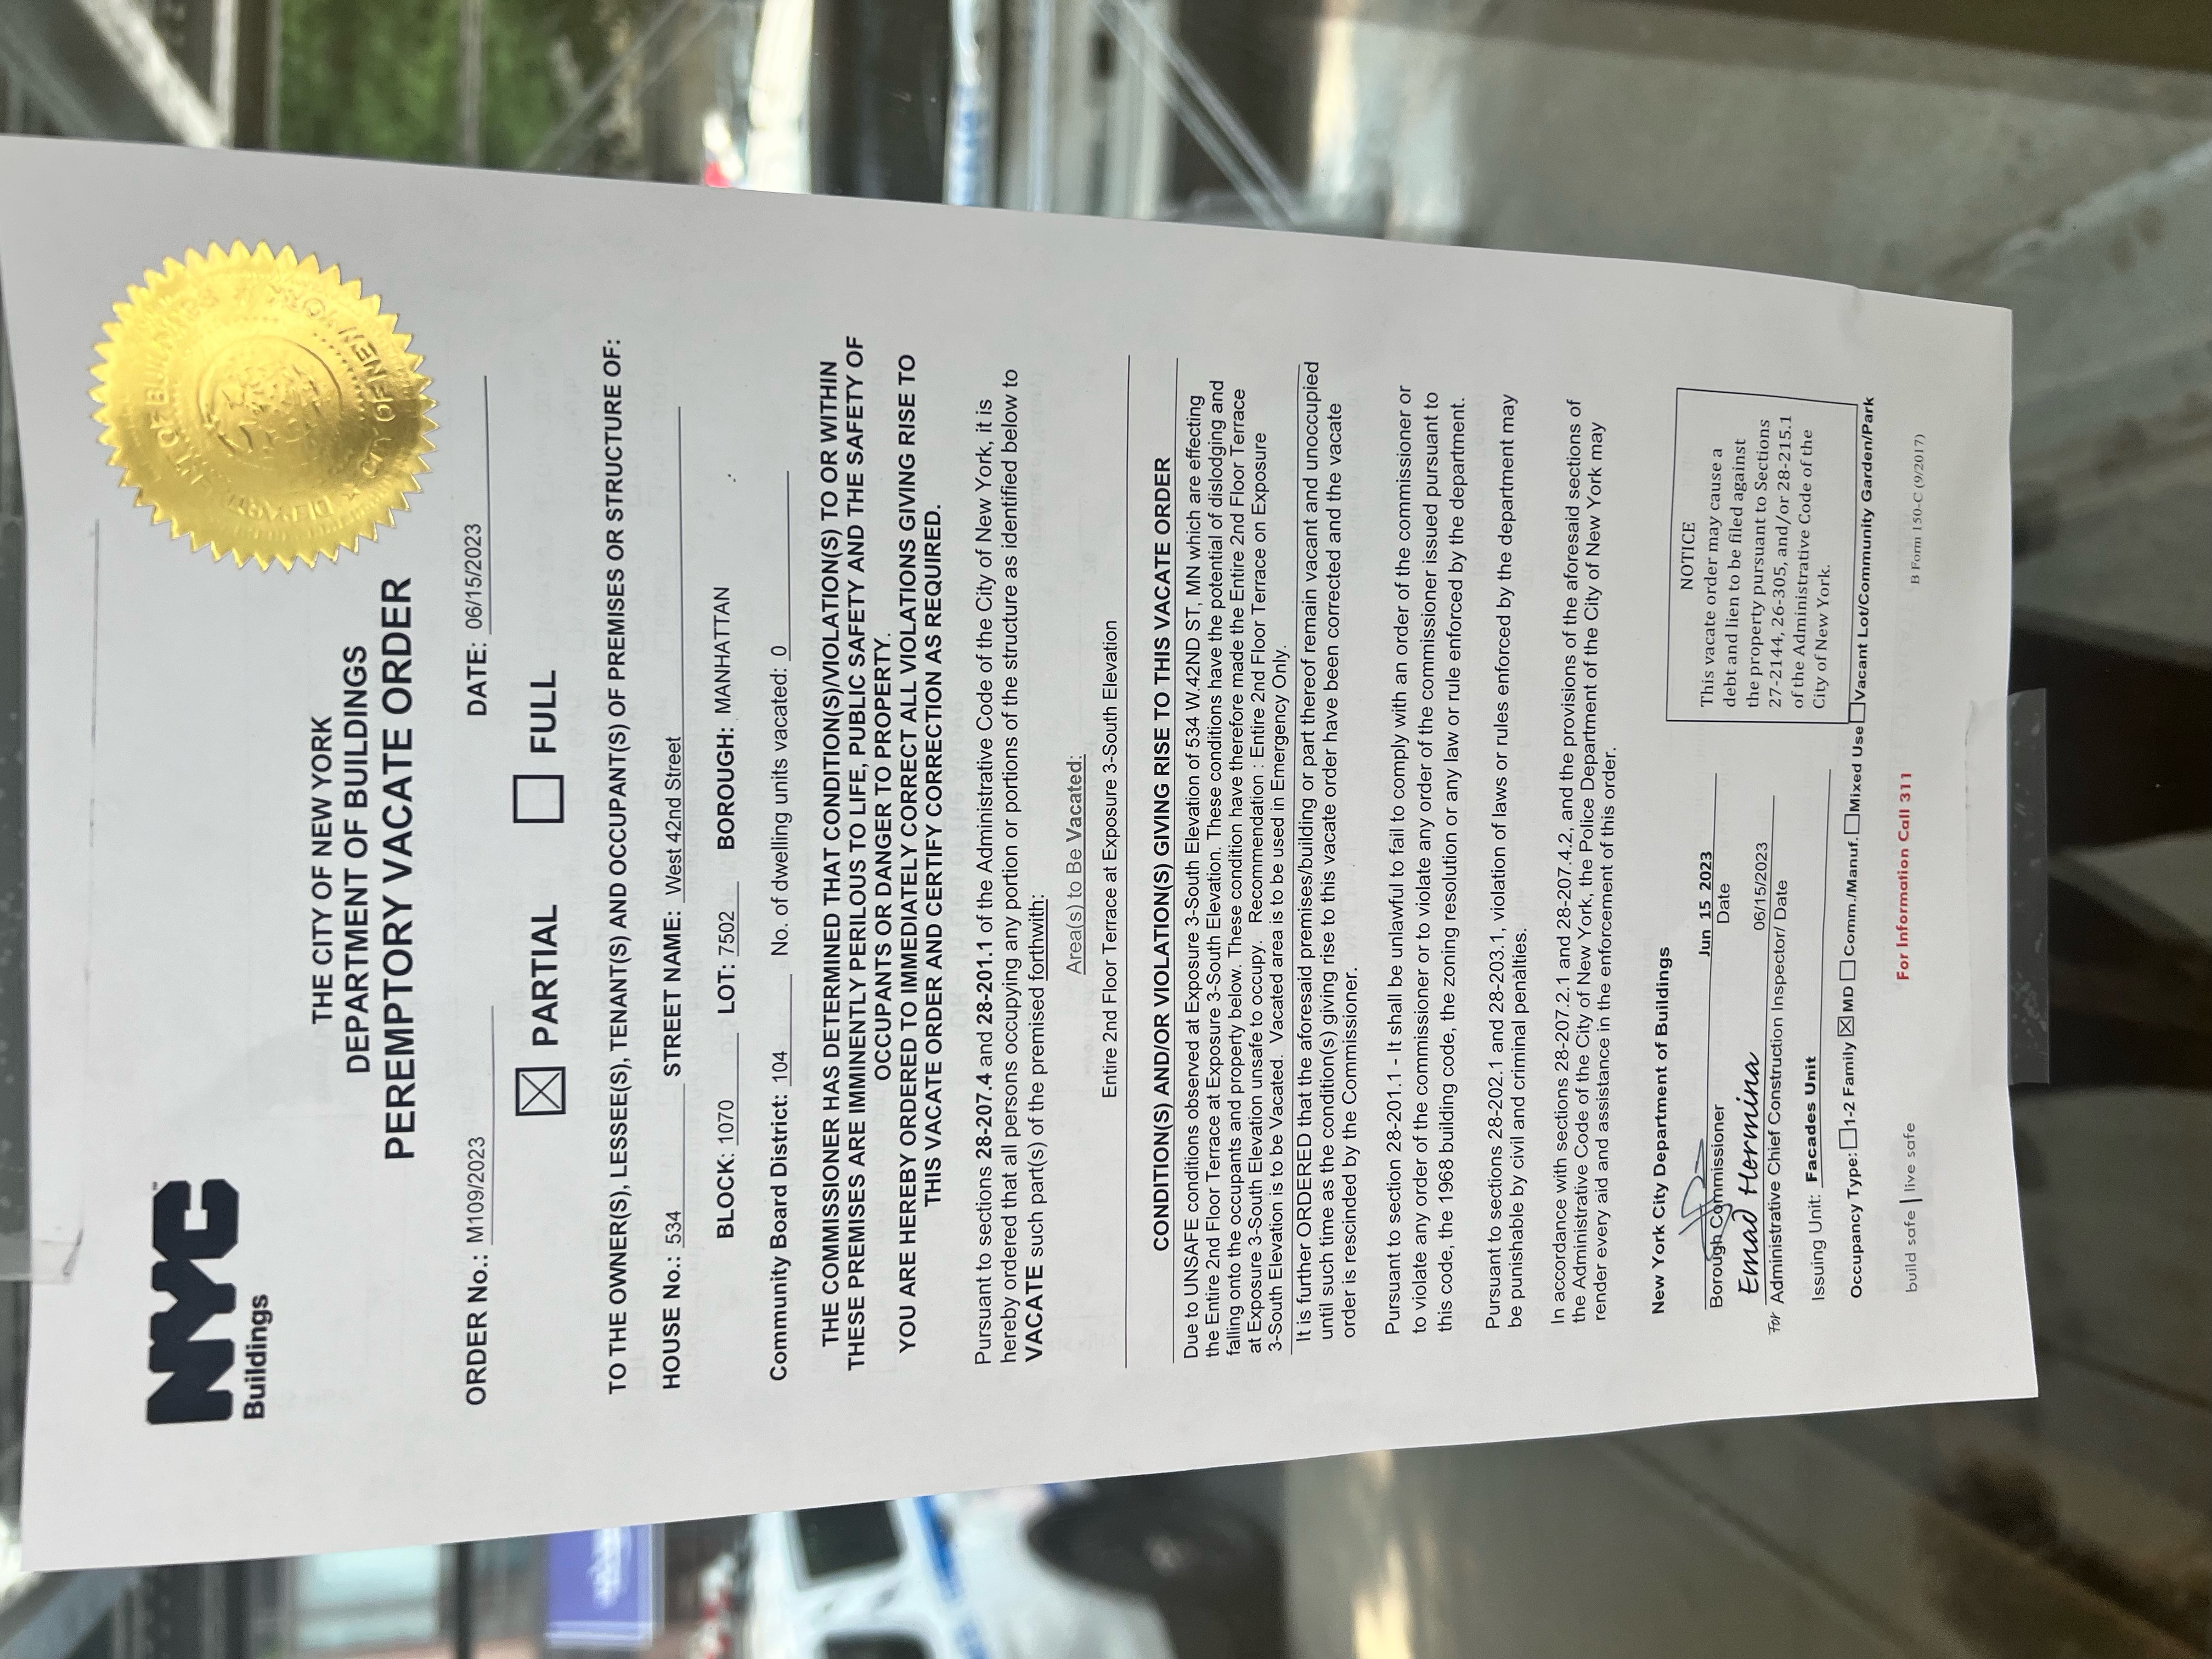 NYC
Buildings
THE CITY OF NEW YORK
DEPARTMENT OF BUILDINGS
PEREMPTORY VACATE ORDER
ORDER No.: M109/2023 DATE: 06/15/2023
PARTIAL FULL
TO THE OWNER(S), LESSEE(S), TENANT(S) AND OCCUPANT(S) OF PREMISES OR STRUCTURE OF:
HOUSE No.: 534 STREET NAME: West 42nd Street
BLOCK: 1070 LOT: 7502 BOROUGH: MANHATTAN
Community Board District: 104 No. of dwelling units vacated: 0
THE COMMISSIONER HAS DETERMINED THAT CONDITION(S)/VIOLATION(S) TO OR WITHIN
THESE PREMISES ARE IMINENTLY PERILOUS TO LIFE, PUBLIC SAFETY AND THE SAFETY OF
OCCUPANTS OR DANGER TO PROPERTY.
YOU ARE HEREBY ORDERED TO IMMEDIATELY CORRECT ALL VIOLATIONS GIVING RISE TO
THIS VACATE ORDER AND CERTIFY CORRECTION AS REQUIRED.
Pursuant to sections 28-207.4 and 28-201.1 of the Administrative Code of the City of New York, it is
hereby ordered that all persons occupying any portion or portions of the structure as identified below to
VACATE such part(s) of the premised forthwith:
Area(s) to Be Vacated:
Entire 2nd Floor Terrace at Exposure 3-South Elevation
CONDITION(S) AND/OR VIOLATION(S) GIVING RISE TO THIS VACATE ORDER
Due to UNSAFE conditions observed at Exposure 3-South Elevation of 534 W.42ND ST, MN which are effecting
the Entire 2nd Floor Terrace at Exposure 3-South Elevation. These conditions have the potential of dislodging and
falling onto the occupants and property below. These condition have therefore made the Entire 2nd Floor Terrace
at Exposure 3-South Elevation unsafe to occupy. Recommendation : Entire 2nd Floor Terrace on Exposure
3-South Elevation is to be Vacated. Vacated area is to be used in Emergency Only.
It is further ORDERED that the aforesaid premises/building or part thereof remain vacant and unoccupied
until such time as the condition(s) giving rise to this vacate order have been corrected and the vacate
order is rescinded by the Commissioner.
Pursuant to section 28-201.1 - It shall be unlawful to fail to comply with an order of the commissioner or
to violate any order of the commissioner or to violate any order of the commissioner issued pursuant to
this code, the 1968 building code, the zoning resolution or any law or rule enforced by the department.
Pursuant to sections 28-202.1 and 28-203.1, violation of laws or rules enforced by the department may
be punishable by civil and criminal penalties.
In accordance with sections 28-207.2.1 and 28-207.4.2, and the provisions of the aforesaid sections of
the Administrative Code of the City of New York, the Police Department of the City of New York may
render every aid and assistance in the enforcement of this order.
New York City Department of Buildings
Jun 15 2023
Borough Commissioner Date
Emad Hermina 06/15/2023
For Administrative Chief Construction Inspector/ Date
Issuing Unit: Facades Unit
NOTICE
This vacate order may cause a
debt and lien to be filed against
the property pursuant to Sections
27-2144, 26-305, and/or 28-215.1
of the Administrative Code of the
City of New York.
Occupancy Type: 1-2 Family MD Comm./Manuf. Mixed Use Vacant Lot/Community Garden/Park
build safe | live safe For Information Call 311 B Form 150-C (9/2017)